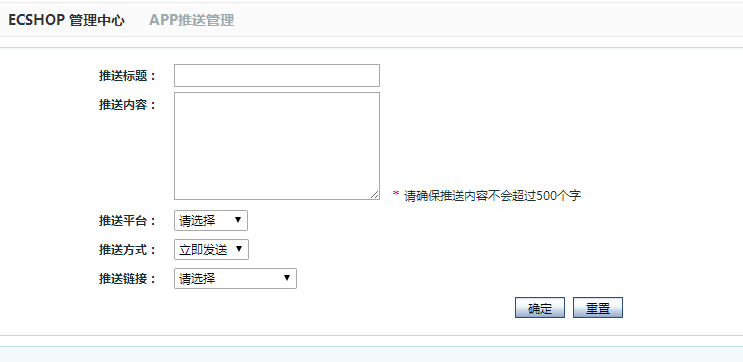 ECSHOP 管理中心 APP推送管理
推送标题：
推送内容：
* 请确保推送内容不会超过500个字
推送平台： 请选择
推送方式： 立即发送
推送链接： 请选择
确定 重置